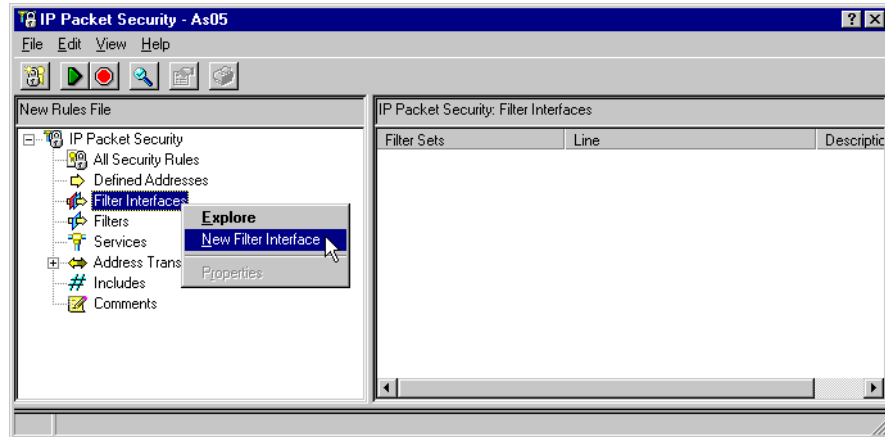 IP Packet Security - As05
File Edit View Help
New Rules File
IP Packet Security: Filter Interfaces
IP Packet Security
All Security Rules
Defined Addresses
Filter Interfaces
Filters
Services
Address Trans
Includes
Comments
Explore
New Filter Interface
Properties
Filter Sets Line Descriptic